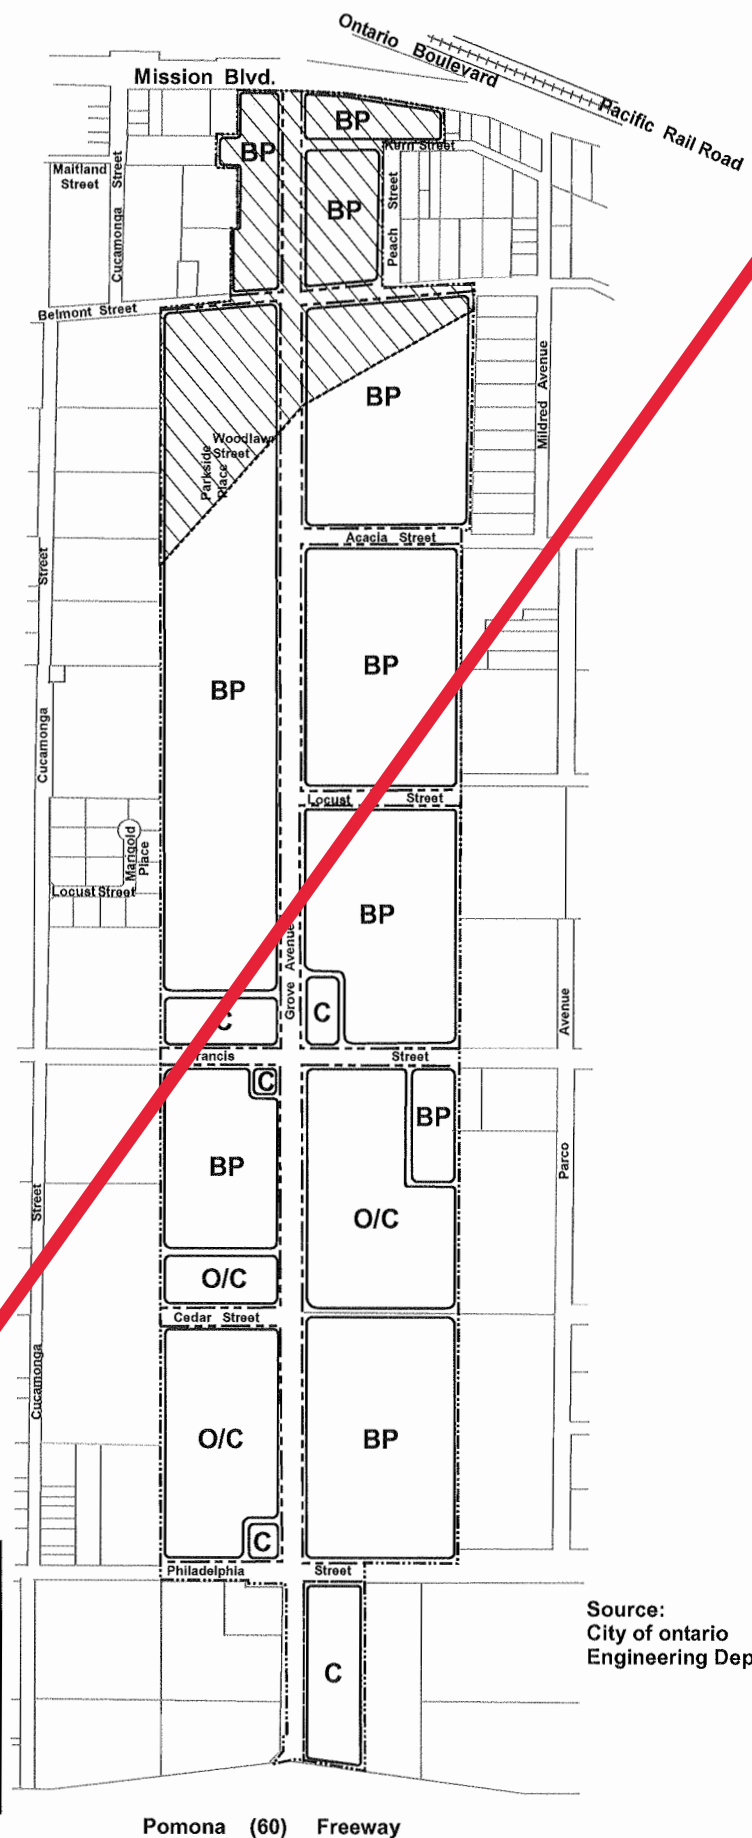 Ontario Boulevard
Pacific Rail Road
Mission Blvd.
BP
BP
Kern Street
Maitland
Street
Cucamonga Street
BP
Peach Street
Belmont Street
BP
Mildred Avenue
Woodlawn
Street
Parkside
Place
Acacia Street
Street
BP
BP
Cucamonga
Locust Street
Marigold
Place
Locust Street
BP
Grove Avenue
C
C
Avenue
Francis Street
C
BP
BP
Parco
Street
O/C
O/C
Cedar Street
Cucamonga
O/C
BP
C
Philadelphia Street
Source:
City of ontario
Engineering Dep
C
Pomona (60) Freeway